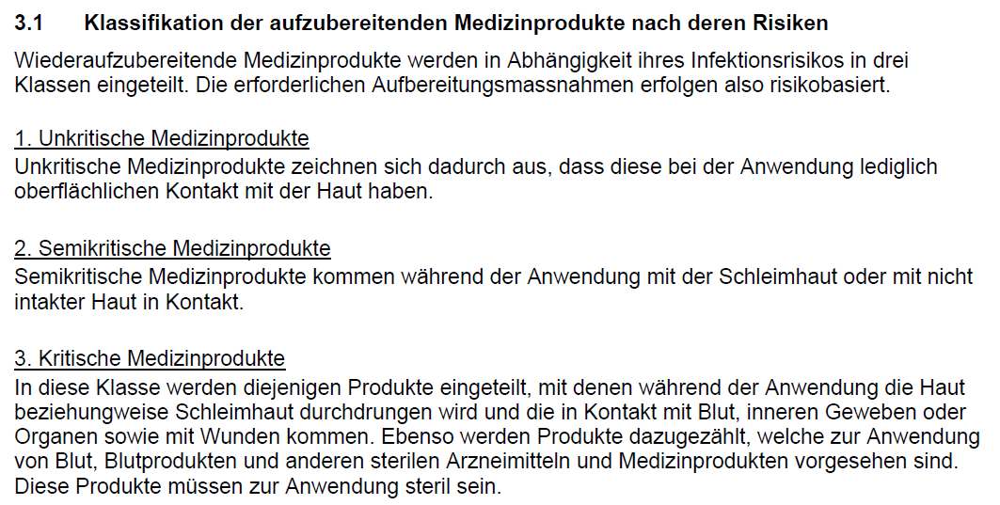 3.1 Klassifikation der aufzubereitenden Medizinprodukte nach deren Risiken
Wiederaufzubereitende Medizinprodukte werden in Abhängigkeit ihres Infektionsrisikos in drei
Klassen eingeteilt. Die erforderlichen Aufbereitungsmassnahmen erfolgen also risikobasiert.
1. Unkritische Medizinprodukte
Unkritische Medizinprodukte zeichnen sich dadurch aus, dass diese bei der Anwendung lediglich
oberflächlichen Kontakt mit der Haut haben.
2. Semikritische Medizinprodukte
Semikritische Medizinprodukte kommen während der Anwendung mit der Schleimhaut oder mit nicht
intakter Haut in Kontakt.
3. Kritische Medizinprodukte
In diese Klasse werden diejenigen Produkte eingeteilt, mit denen während der Anwendung die Haut
beziehungweise Schleimhaut durchdrungen wird und die in Kontakt mit Blut, inneren Geweben oder
Organen sowie mit Wunden kommen. Ebenso werden Produkte dazugezählt, welche zur Anwendung
von Blut, Blutprodukten und anderen sterilen Arzneimitteln und Medizinprodukten vorgesehen sind.
Diese Produkte müssen zur Anwendung steril sein.